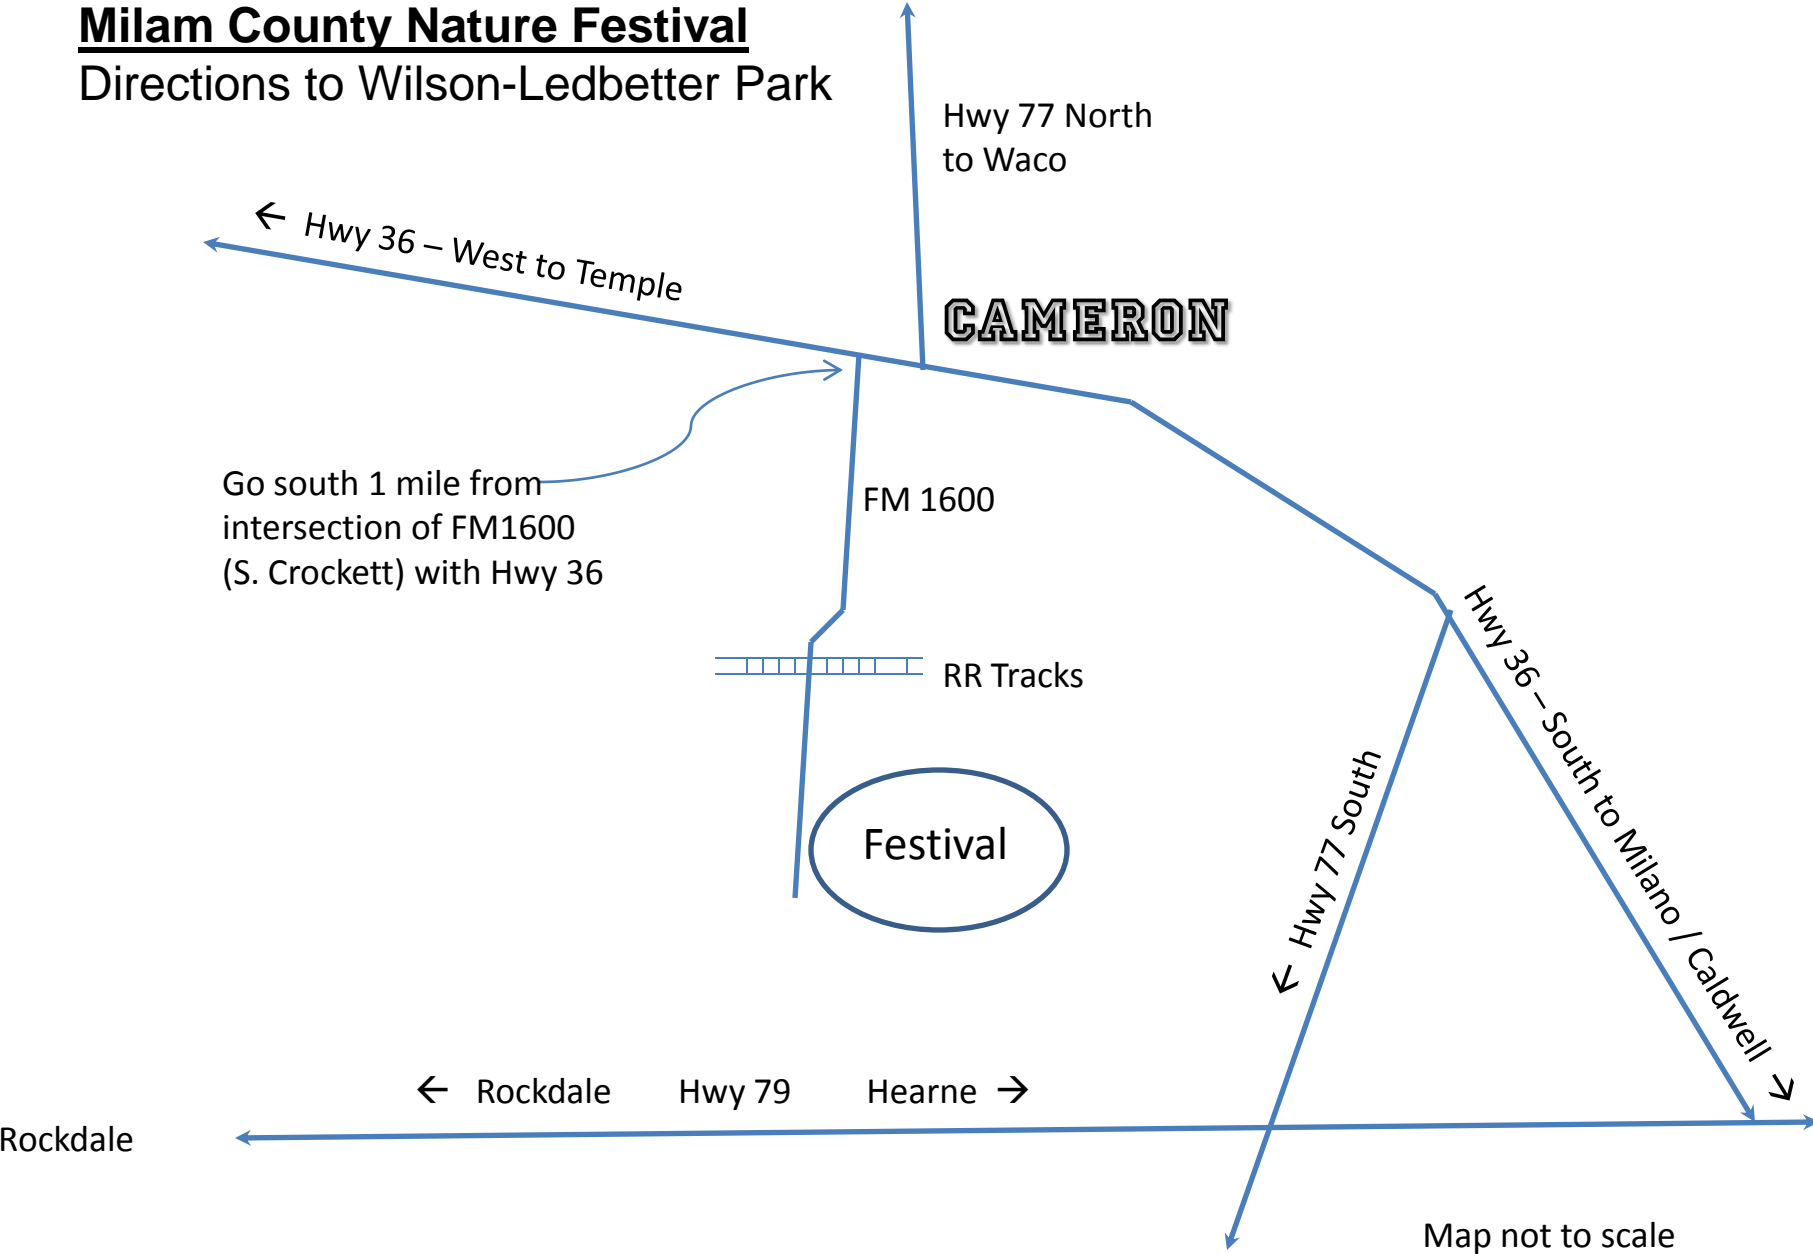 Milam County Nature Festival
Directions to Wilson-Ledbetter Park
Hwy 77 North
to Waco
← Hwy 36 – West to Temple
CAMERON
Go south 1 mile from
intersection of FM1600
(S. Crockett) with Hwy 36
FM 1600
RR Tracks
Hwy 36 – South to Milano / Caldwell →
Festival
← Hwy 77 South
← Rockdale Hwy 79 Hearne →
Rockdale
Map not to scale